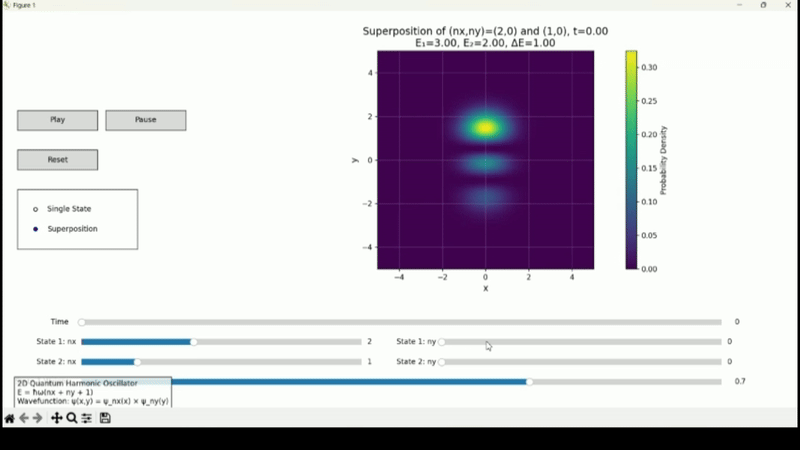 Figure 1
Superposition of (nx,ny)=(2,0) and (1,0), t=0.00
E₁=3.00, E₂=2.00, ΔE=1.00
Play
Pause
Reset
Single State
Superposition
4
2
0
−2
−4
y
−4
−2
0
2
4
x
0.30
0.25
0.20
0.15
0.10
0.05
0.00
Probability Density
Time
0
State 1: nx
2
State 1: ny
0
State 2: nx
1
State 2: ny
0
0.7
2D Quantum Harmonic Oscillator
E = ħω(nx + ny + 1)
Wavefunction: ψ(x,y) = ψ_nx(x) × ψ_ny(y)